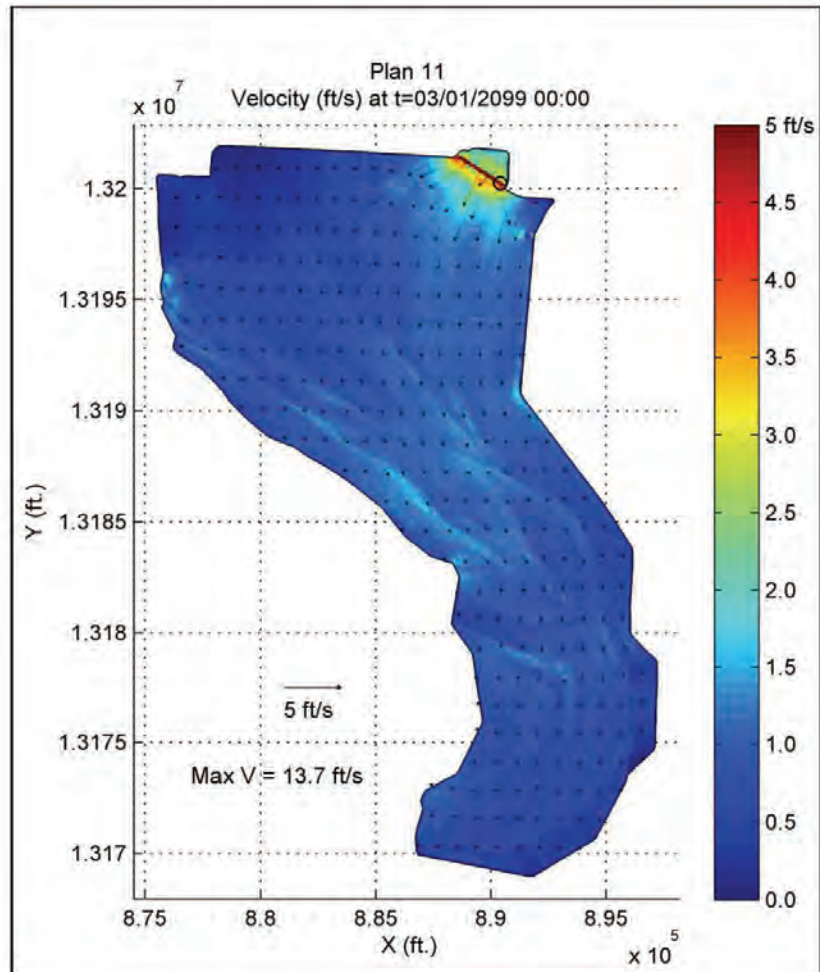 Plan 11
x 10^7
Velocity (ft/s) at t=03/01/2099 00:00
5 ft/s
4.5
4.0
3.5
3.0
2.5
2.0
1.5
1.0
0.5
0.0
1.32
1.3195
1.319
1.3185
1.318
1.3175
1.317
Y (ft.)
5 ft/s
Max V = 13.7 ft/s
8.75
8.8
8.85
8.9
8.95
X (ft.)
x 10^5